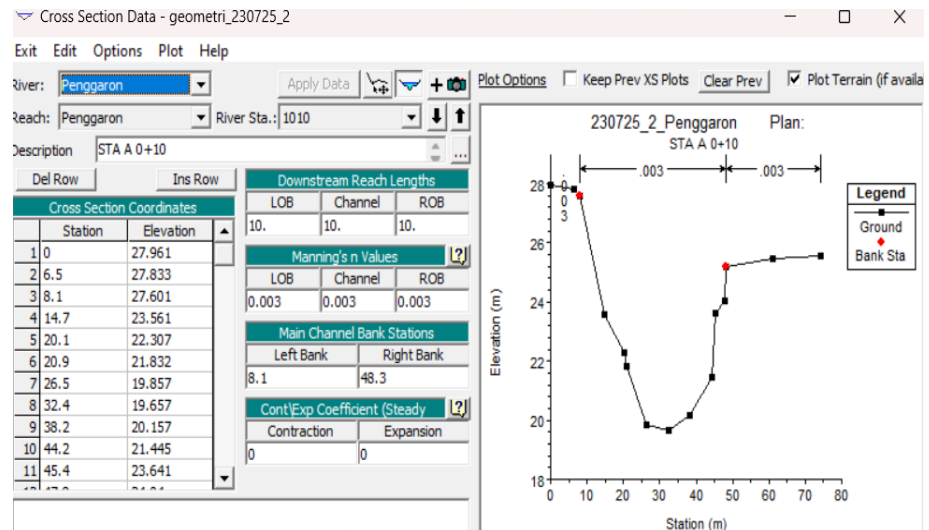 Cross Section Data - geometri_230725_2
Exit Edit Options Plot Help
River: Penggaron
Apply Data
Plot Options Keep Prev XS Plots Clear Prev Plot Terrain (if availa
Reach: Penggaron River Sta.: 1010
Description STA A 0+10
Del Row Ins Row
Cross Section Coordinates
Station Elevation
1 0 27.961
2 6.5 27.833
3 8.1 27.601
4 14.7 23.561
5 20.1 22.307
6 20.9 21.832
7 26.5 19.857
8 32.4 19.657
9 38.2 20.157
10 44.2 21.445
11 45.4 23.641
Downstream Reach Lengths
LOB Channel ROB
10. 10. 10.
Manning's n Values
LOB Channel ROB
0.003 0.003 0.003
Main Channel Bank Stations
Left Bank Right Bank
8.1 48.3
Cont\Exp Coefficient (Steady
Contraction Expansion
0 0
230725_2_Penggaron Plan:
STA A 0+10
.003 .003 .003
Legend
Ground
Bank Sta
Elevation (m)
28
26
24
22
20
18
0 10 20 30 40 50 60 70 80
Station (m)